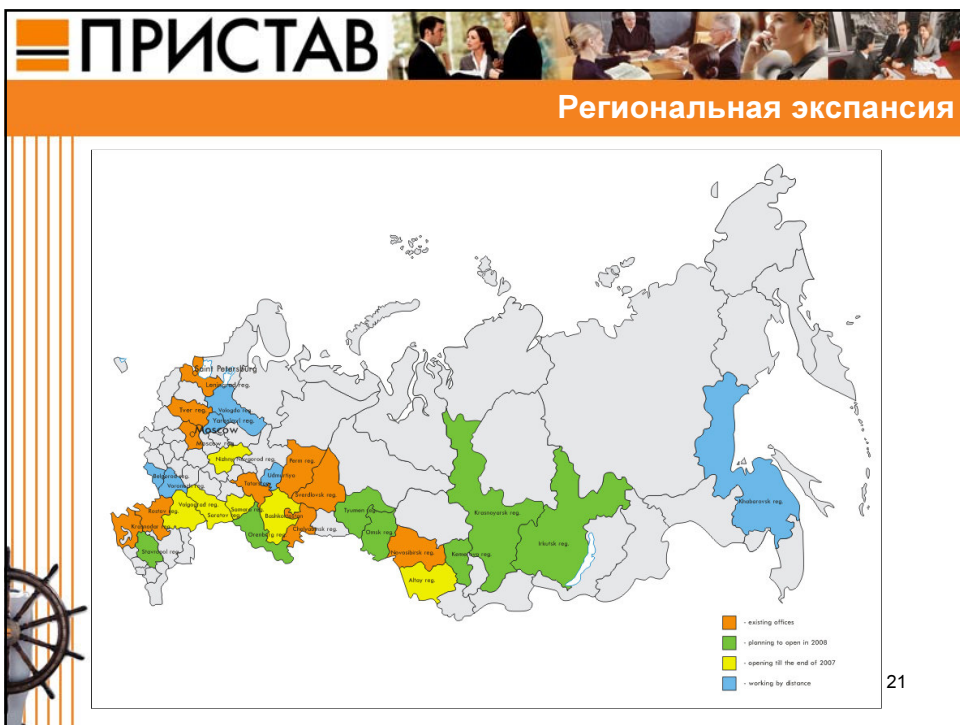 ПРИСТАВ
Региональная экспансия
Saint Petersburg
Leningrad reg.
Tver reg.
Vologda reg.
Yaroslavl reg.
Moscow
Moscow reg.
Nizhny Novgorod reg.
Perm reg.
Udmurtiya
Belgorod reg.
Voronezh reg.
Sverdlovsk reg.
Rostov reg.
Volgograd reg.
Samara reg.
Saratov reg.
Bashkortostan
Krasnodar reg.
Chelyabinsk reg.
Orenburg reg.
Stavropol reg.
Tyumen reg.
Omsk reg.
Krasnoyarsk reg.
Irkutsk reg.
Novosibirsk reg.
Kemerovo reg.
Altay reg.
Khabarovsk reg.
- existing offices
- planning to open in 2008
- opening till the end of 2007
- working by distance
21